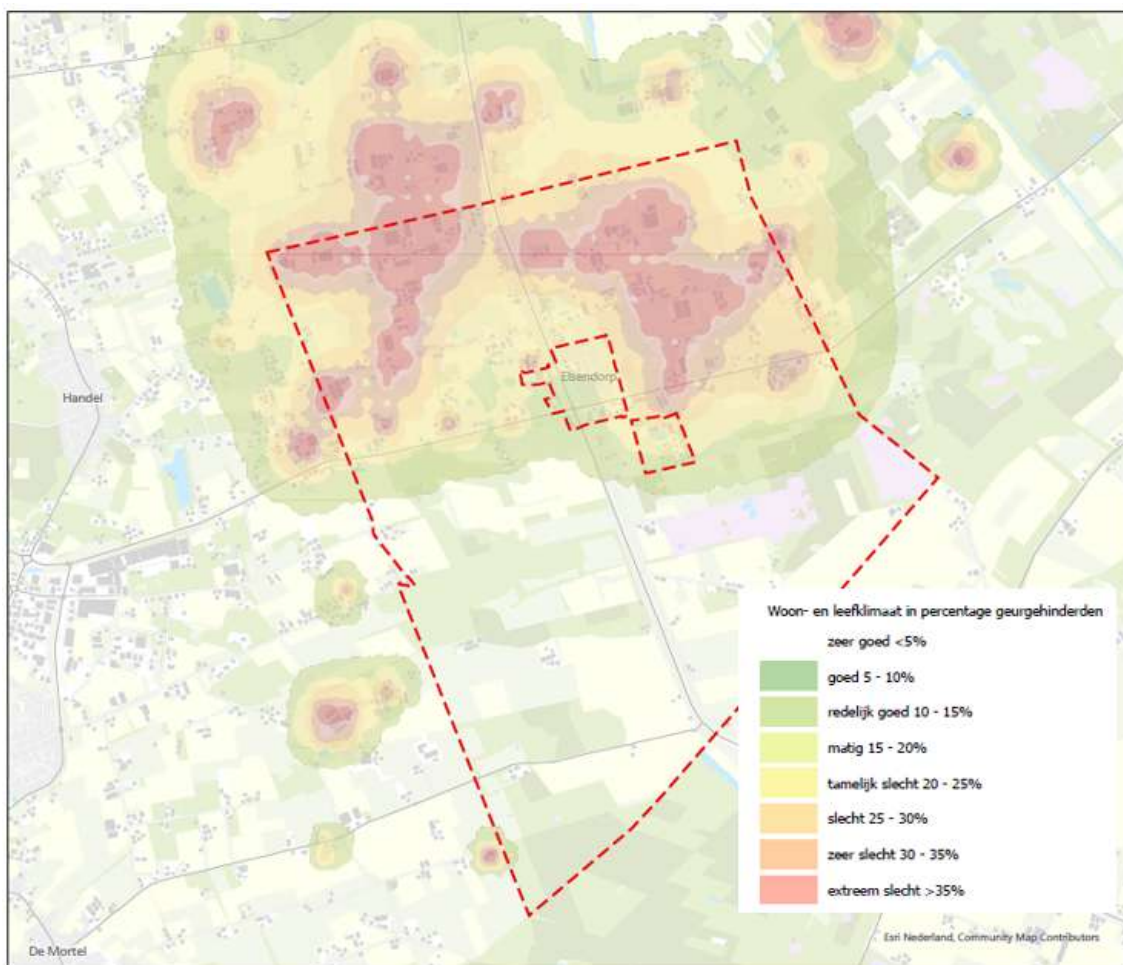 Elsendorp
Handel
De Mortel
Woon- en leefklimaat in percentage geurgehinderden
zeer goed <5%
goed 5 - 10%
redelijk goed 10 - 15%
matig 15 - 20%
tamelijk slecht 20 - 25%
slecht 25 - 30%
zeer slecht 30 - 35%
extreem slecht >35%
Esri Nederland, Community Map Contributors